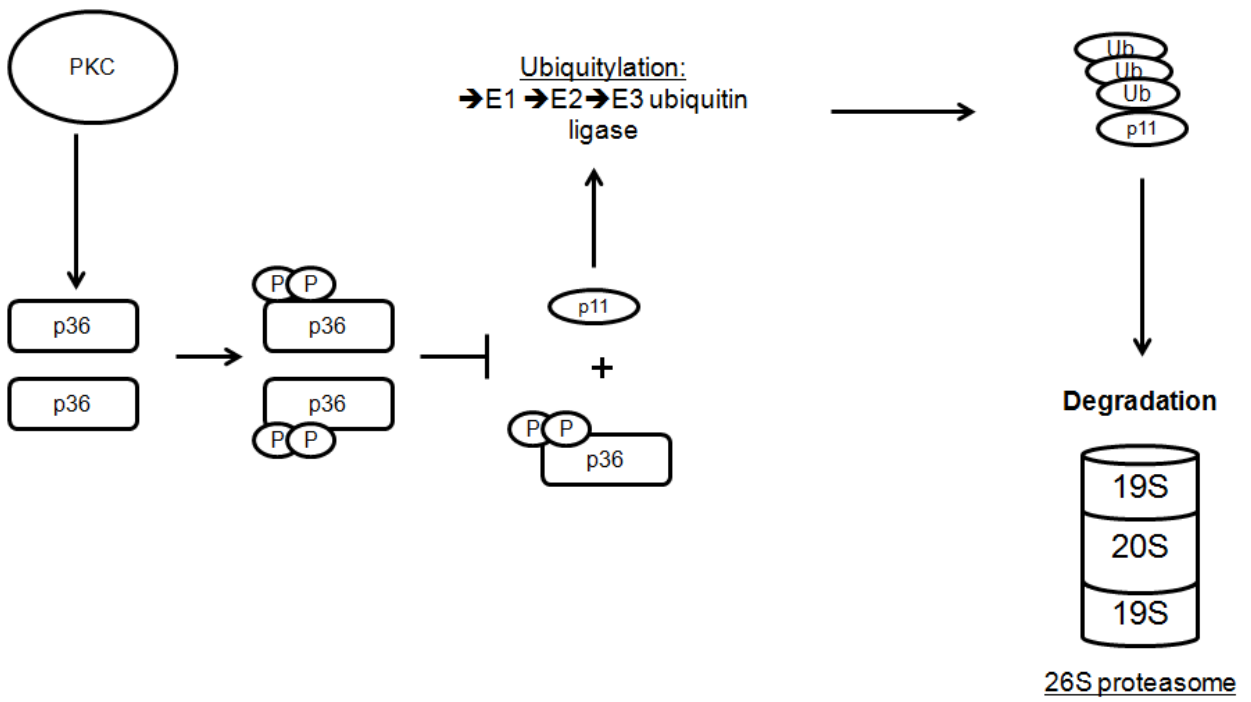 PKC
p36
p36
P P
p36
p36
P P
Ubiquitylation:
➔E1 ➔E2➔E3 ubiquitin
ligase
p11
+
P P
p36
Ub
Ub
Ub
p11
Degradation
19S
20S
19S
26S proteasome